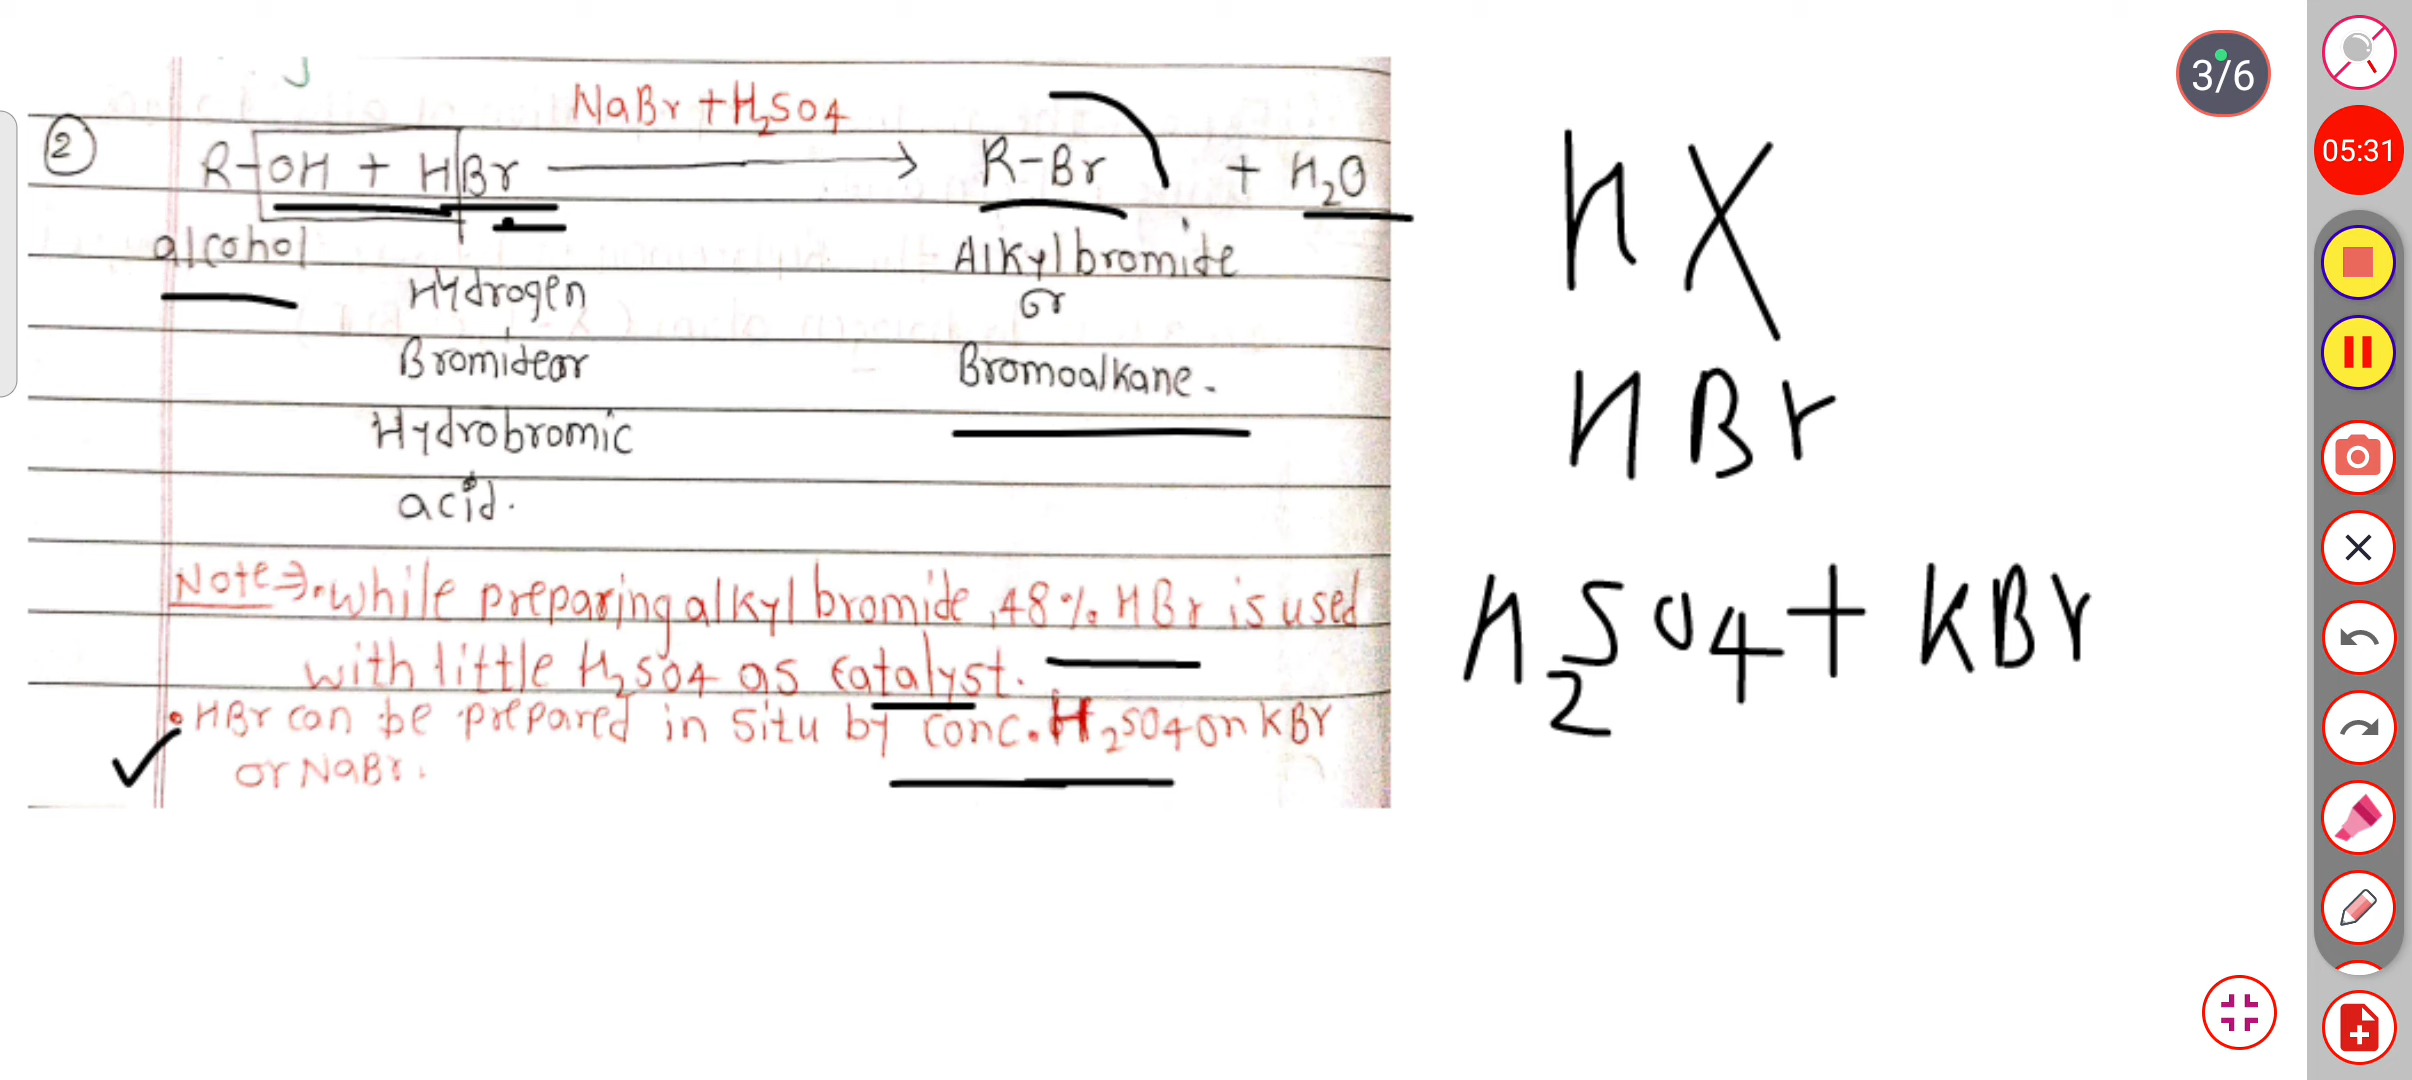 3/6
05:31
2
NaBr + H2SO4
R-OH + HBr → R-Br + H2O
alcohol
Hydrogen
Bromide or
Hydrobromic
acid.
Alkyl bromide
or
Bromoalkane.
Note ⇒ • while preparing alkyl bromide, 48% HBr is used
with little H2SO4 as catalyst.
• HBr can be prepared in situ by conc. H2SO4 on KBr
or NaBr.
HX
HBr
H2SO4 + KBr